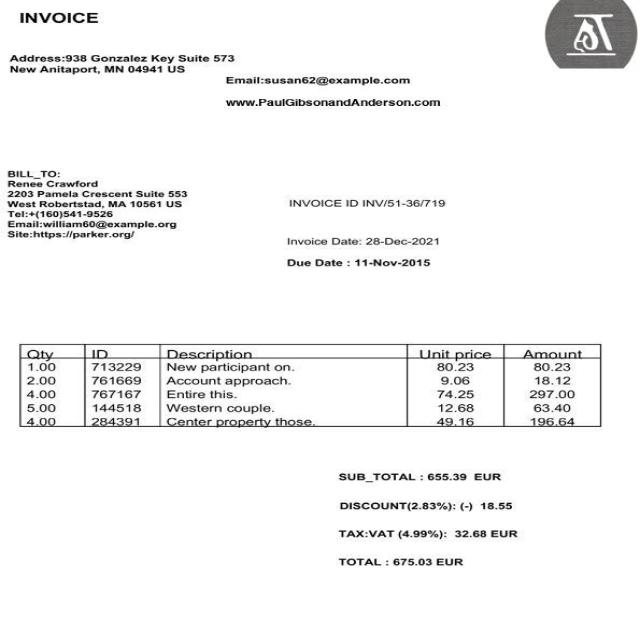 INVOICE
Address:938 Gonzalez Key Suite 573
New Anitaport, MN 04941 US
Email:susan62@example.com
www.PaulGibsonandAnderson.com
BILL_TO:
Renee Crawford
2203 Pamela Crescent Suite 553
West Robertstad, MA 10561 US
Tel:+(160)541-9526
Email:william60@example.org
Site:https://parker.org/
INVOICE ID INV/51-36/719
Invoice Date: 28-Dec-2021
Due Date : 11-Nov-2015
Qty ID Description Unit price Amount
1.00 713229 New participant on. 80.23 80.23
2.00 761669 Account approach. 9.06 18.12
4.00 767167 Entire this. 74.25 297.00
5.00 144518 Western couple. 12.68 63.40
4.00 284391 Center property those. 49.16 196.64
SUB_TOTAL : 655.39 EUR
DISCOUNT(2.83%): (-) 18.55
TAX:VAT (4.99%): 32.68 EUR
TOTAL : 675.03 EUR